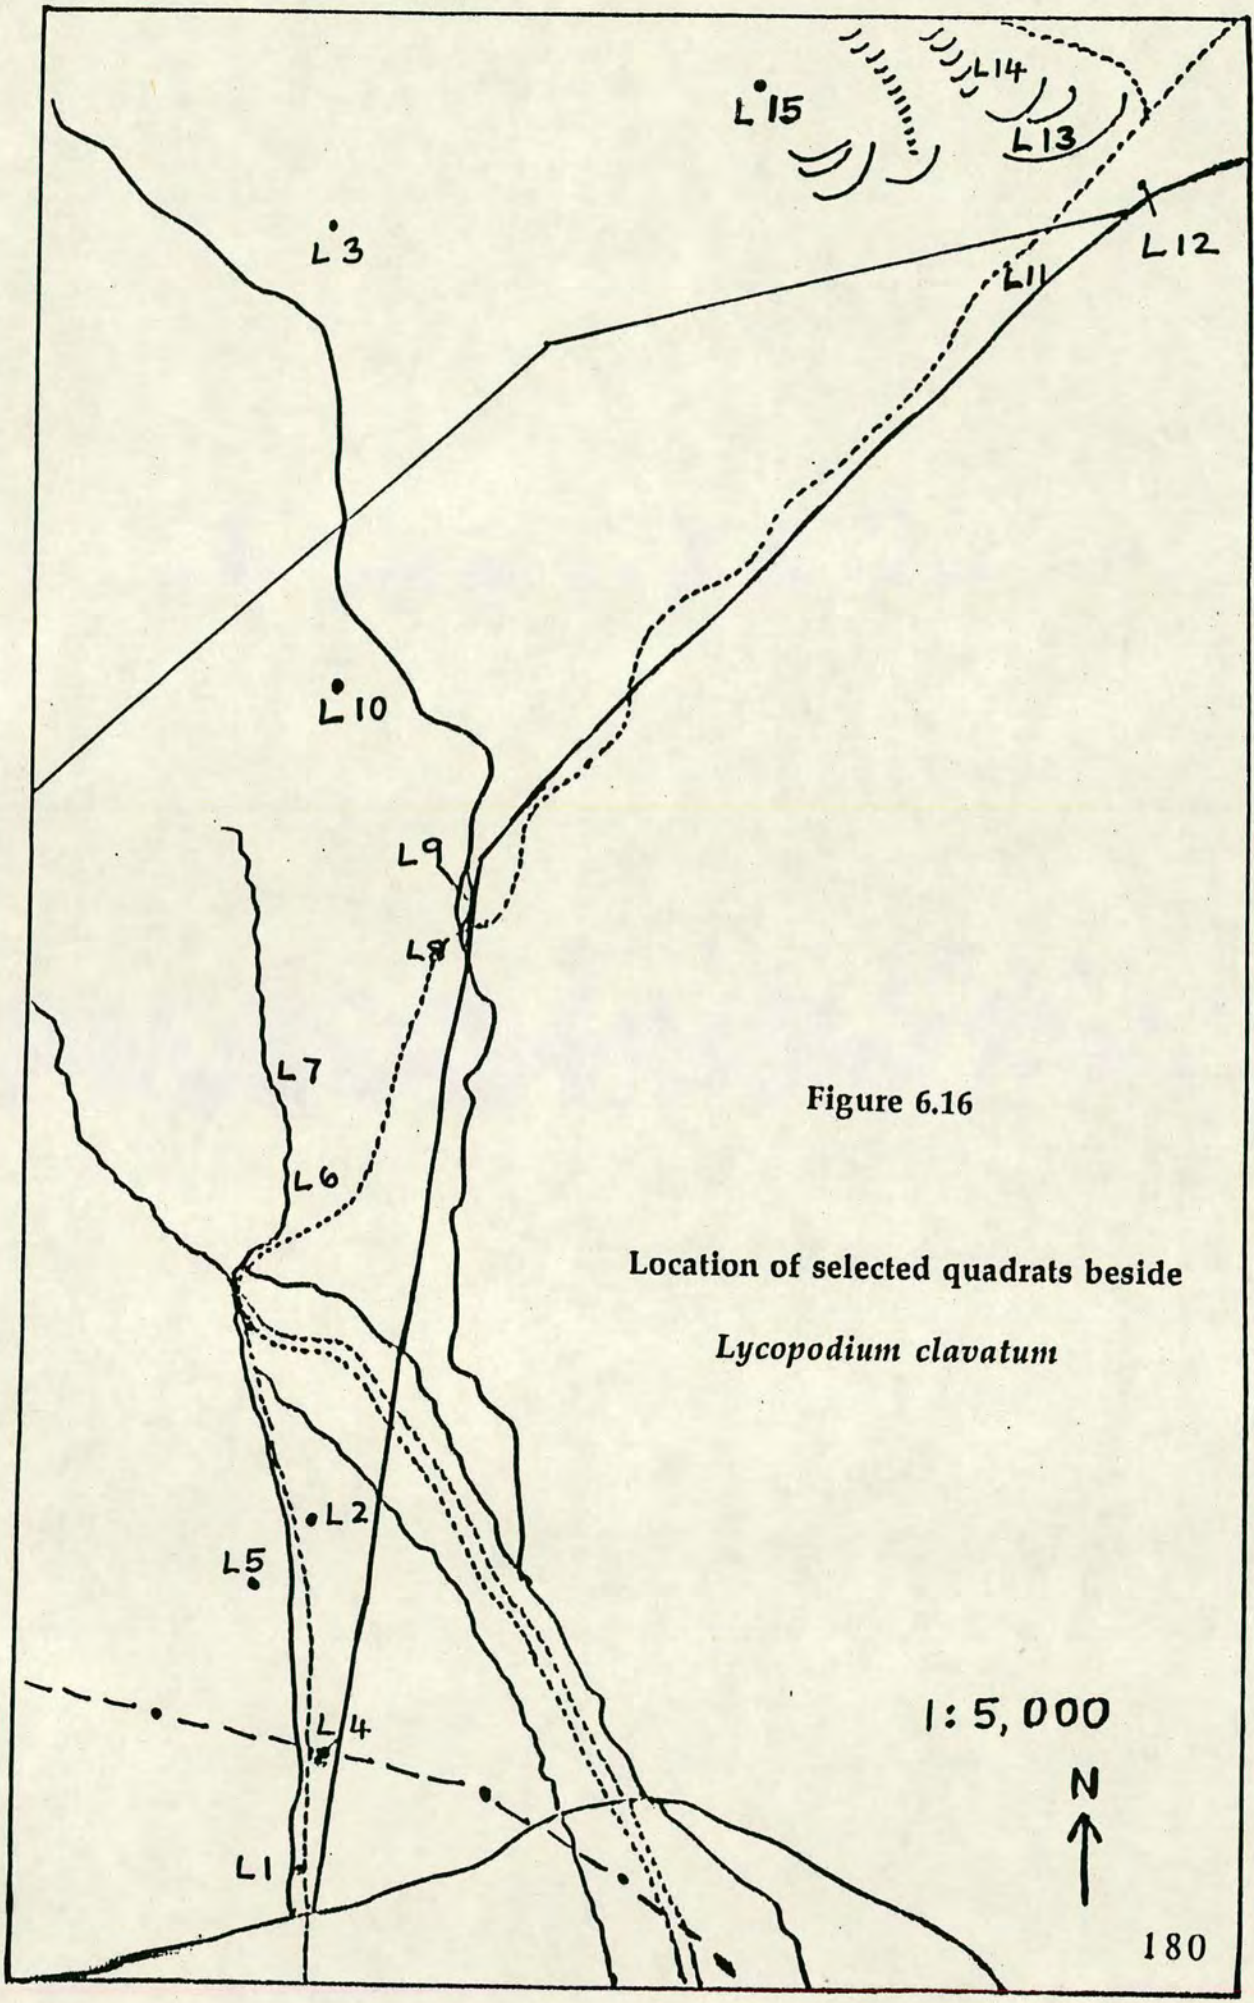 L14
L15
L13
L3
L12
L11
L10
L9
L8
L7
Figure 6.16
L6
Location of selected quadrats beside
Lycopodium clavatum
L2
L5
1:5,000
L4
N
L1
180